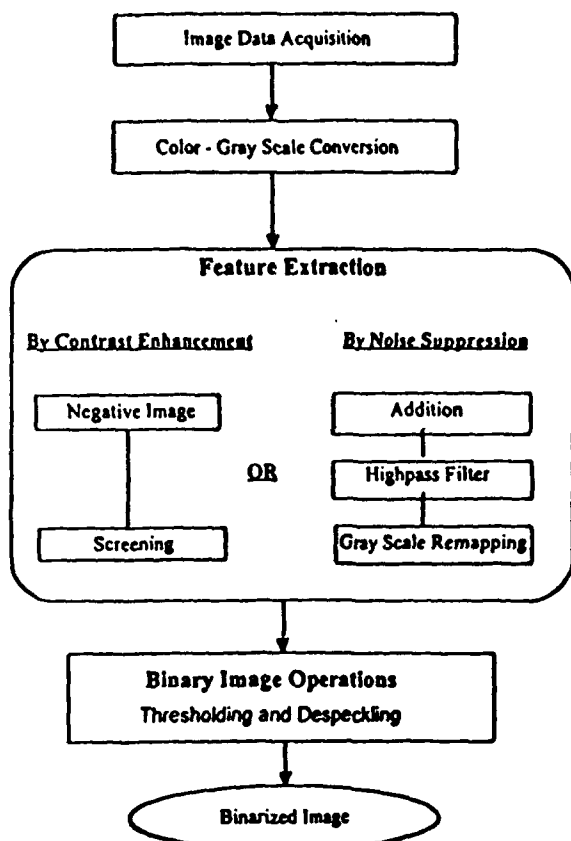 Image Data Acquisition
Color - Gray Scale Conversion
Feature Extraction
By Contrast Enhancement
By Noise Suppression
Negative Image
Addition
OR
Highpass Filter
Screening
Gray Scale Remapping
Binary Image Operations
Thresholding and Despeckling
Binarized Image